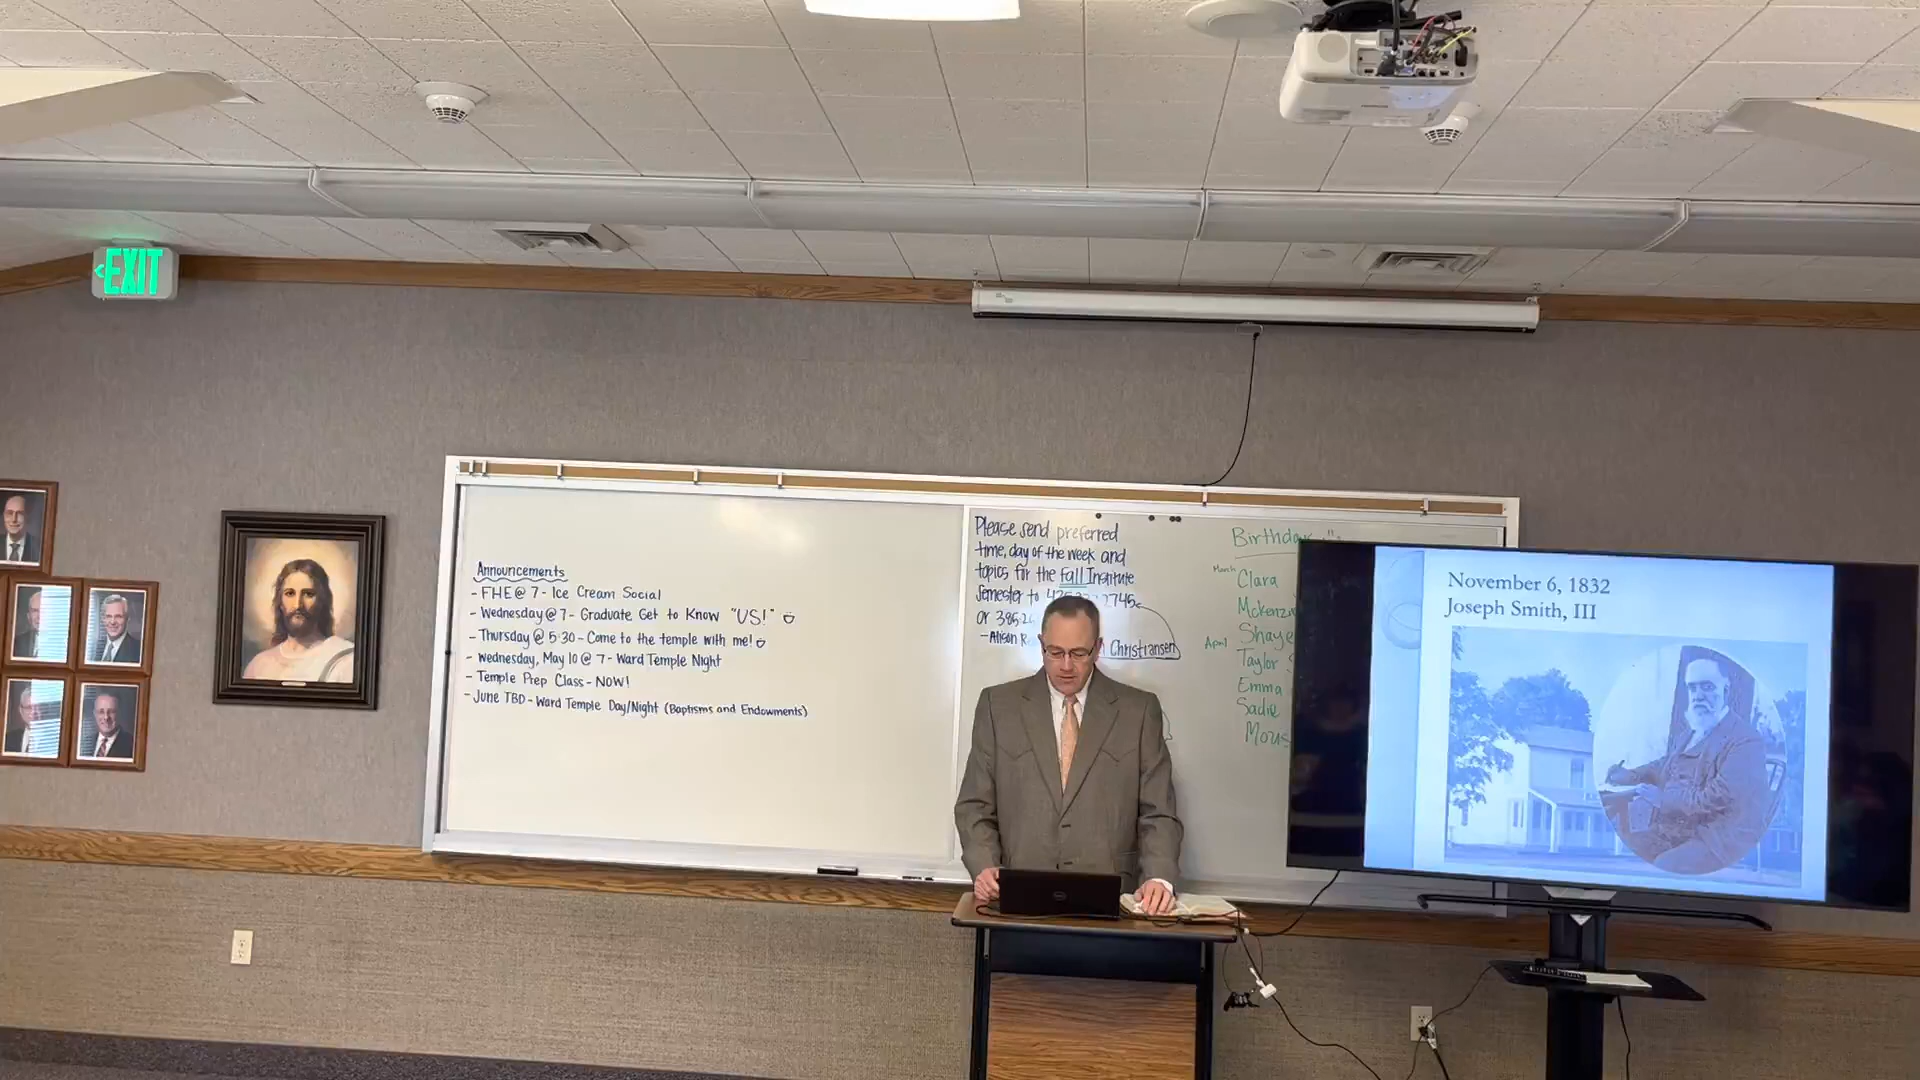 EXIT
Announcements
- FHE @ 7 - Ice Cream Social
- Wednesday @ 7 - Graduate Get to Know "US!"
- Thursday @ 5:30 - Come to the temple with me!
- Wednesday, May 10 @ 7 - Ward Temple Night
- Temple Prep Class - NOW!
- June TBD - Ward Temple Day/Night (Baptisms and Endowments)
Please send preferred
time, day of the week and
topics for the Fall Institute
Semester to
or
- Alison
Christiansen
March
Clara
April
Taylor
Emma
Sadie
November 6, 1832
Joseph Smith, III
DELL